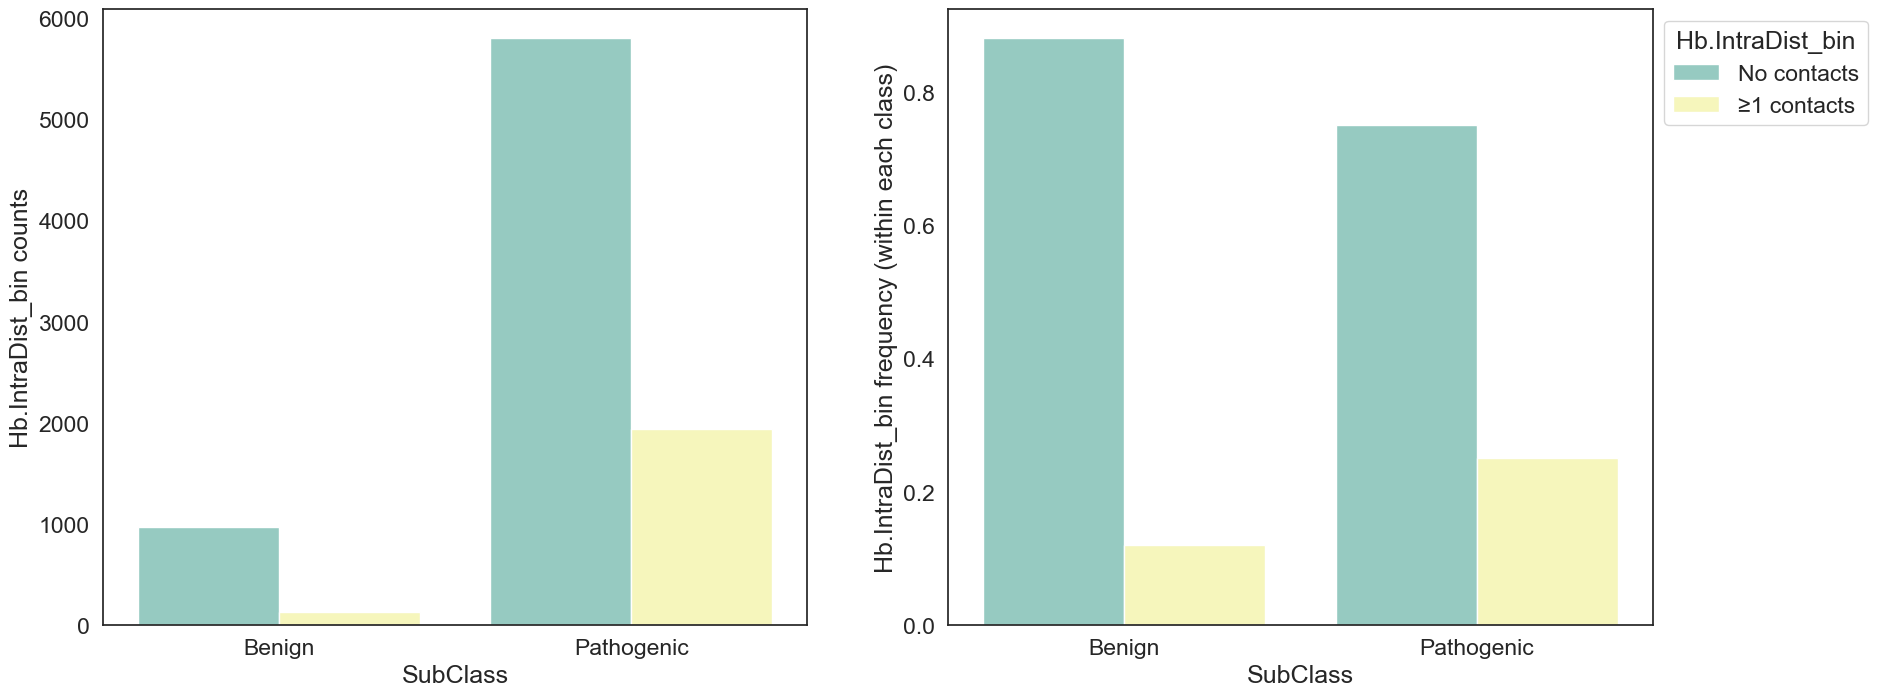 Hb.IntraDist_bin counts
6000
5000
4000
3000
2000
1000
0
Benign
Pathogenic
SubClass
Hb.IntraDist_bin frequency (within each class)
0.8
0.6
0.4
0.2
0.0
Benign
Pathogenic
SubClass
Hb.IntraDist_bin
No contacts
≥1 contacts